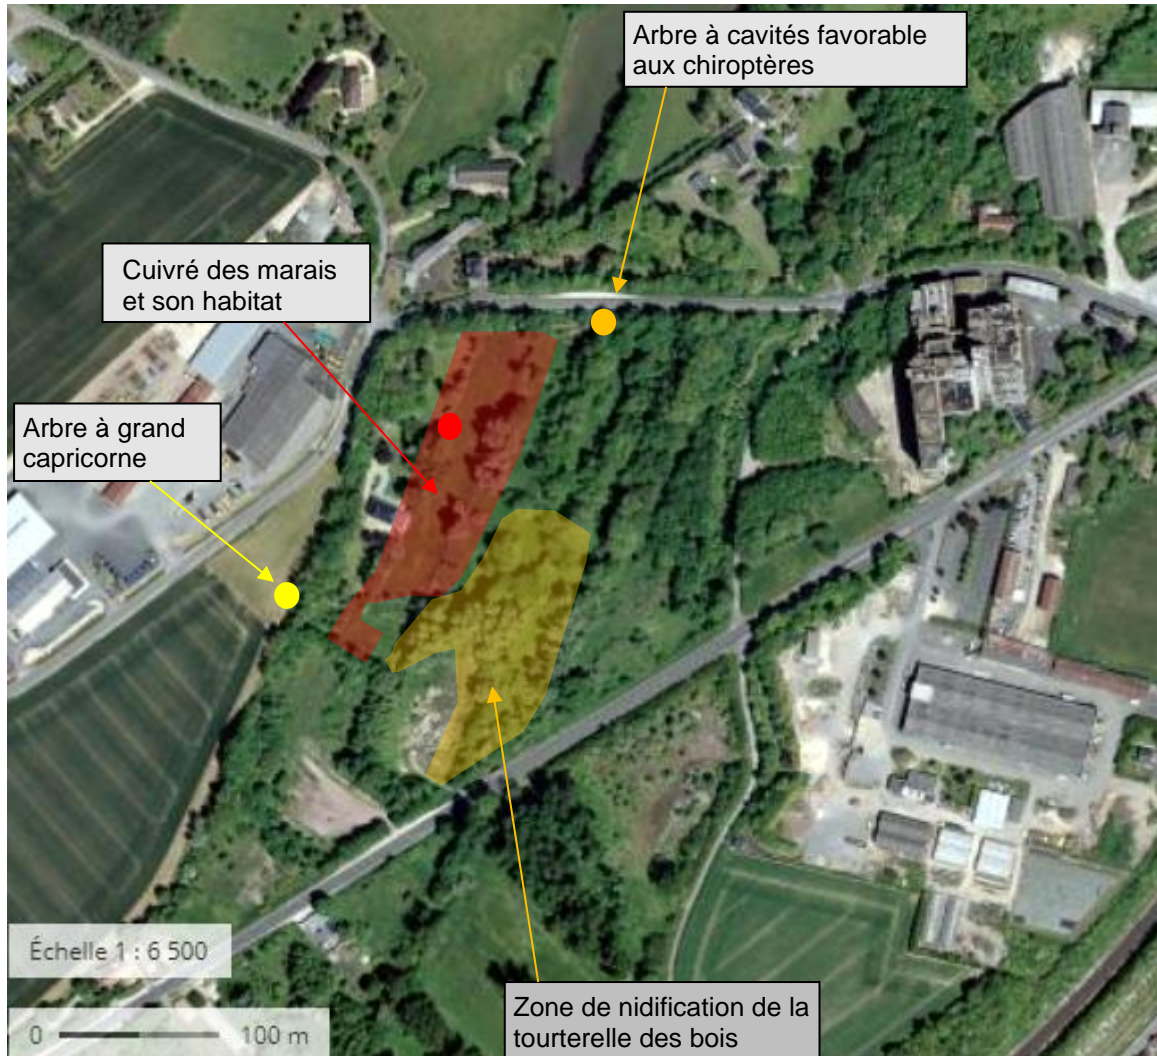 Arbre à cavités favorable
aux chiroptères
Cuivré des marais
et son habitat
Arbre à grand
capricorne
Échelle 1 : 6 500
0 100 m
Zone de nidification de la
tourterelle des bois